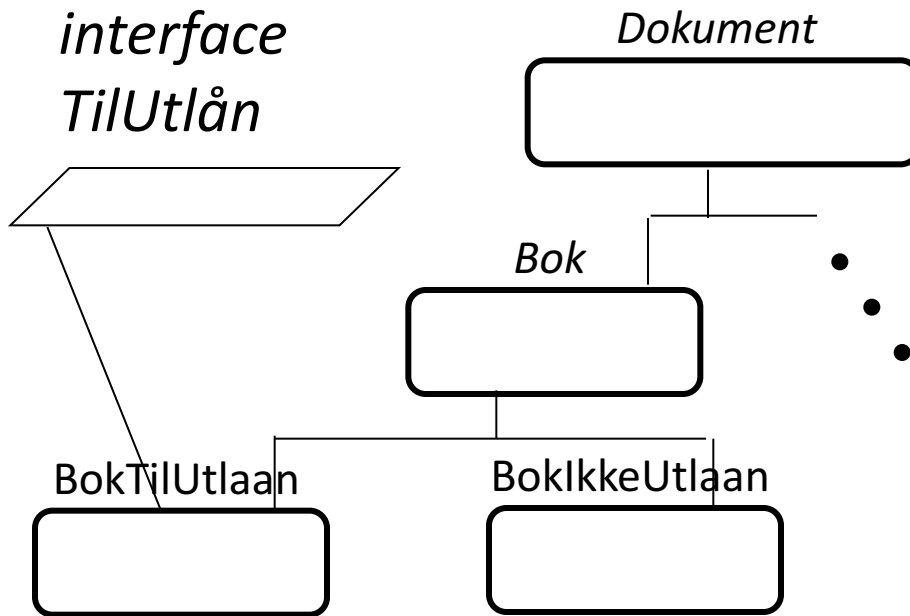 interface
TilUtlån
Dokument
Bok
BokTilUtlaan
BokIkkeUtlaan